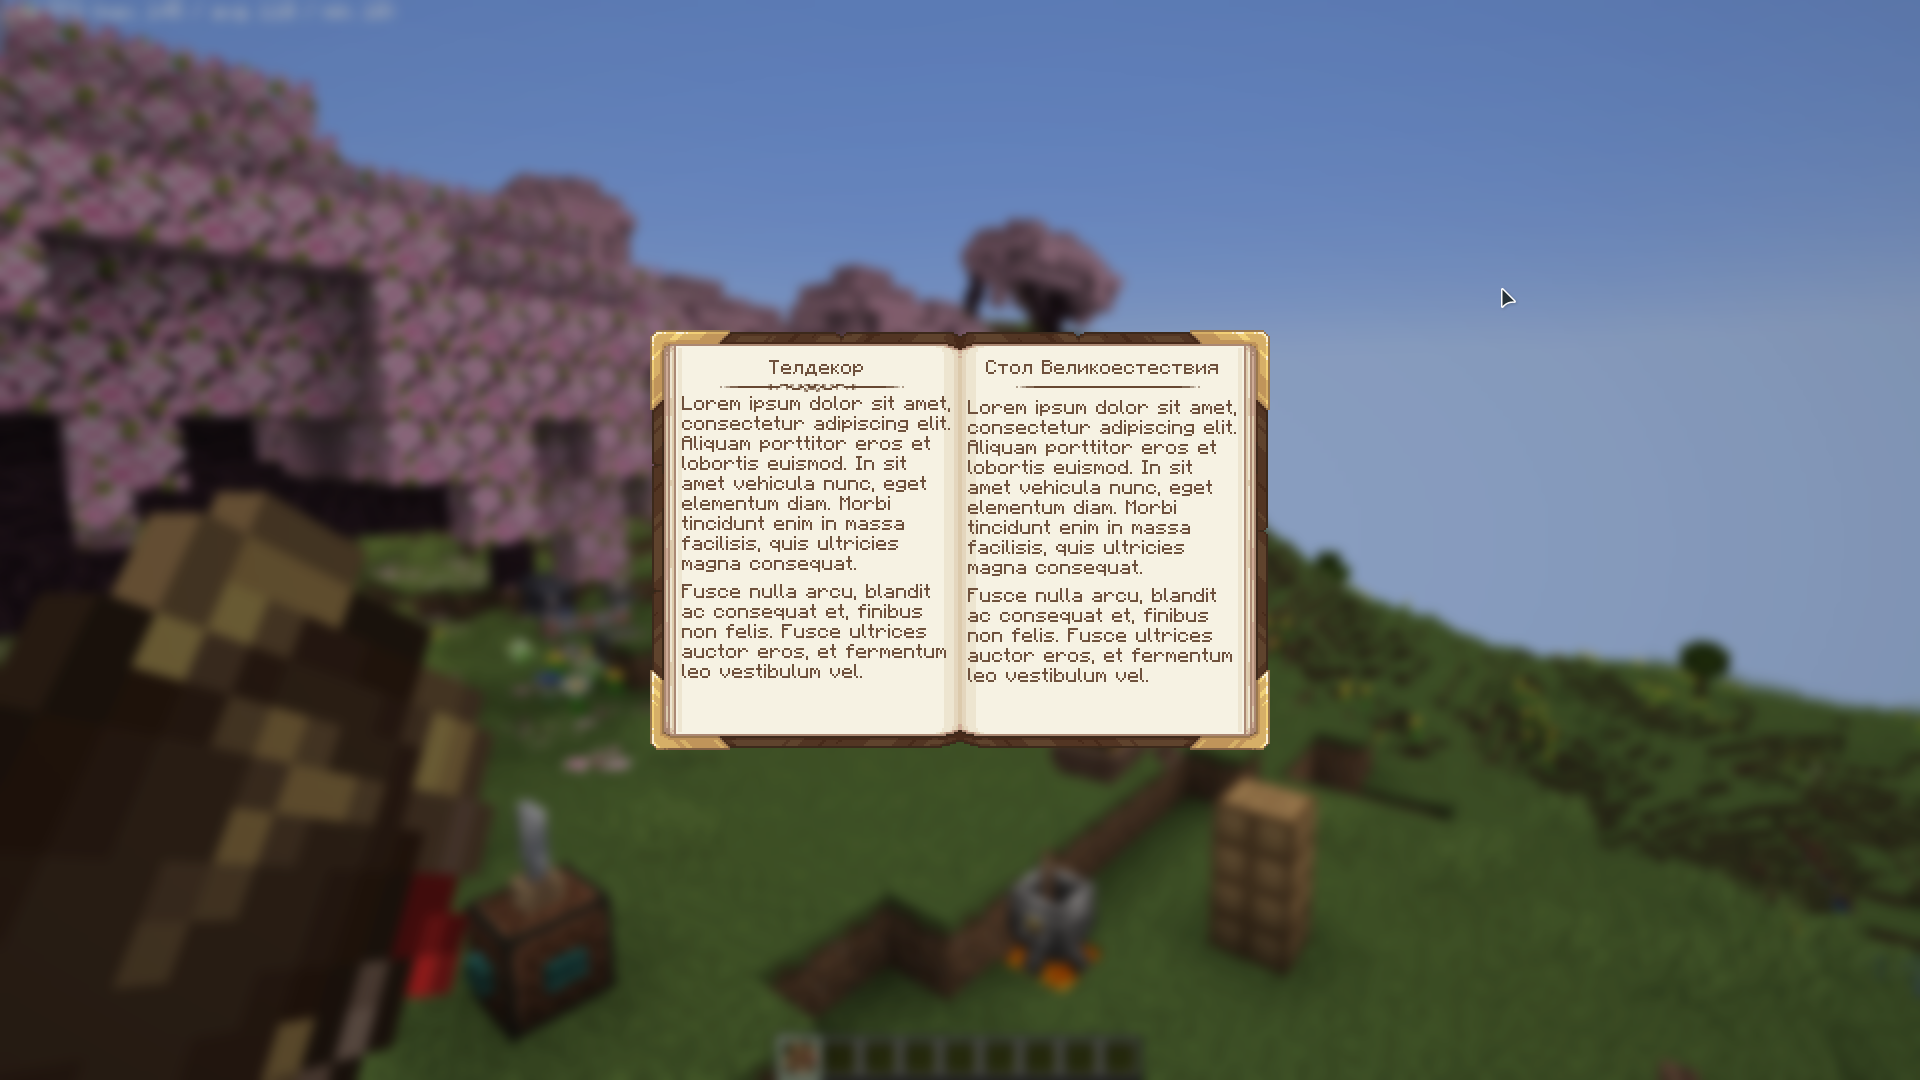 Телдекор
Lorem ipsum dolor sit amet,
consectetur adipiscing elit.
Aliquam porttitor eros et
lobortis euismod. In sit
amet vehicula nunc, eget
elementum diam. Morbi
tincidunt enim in massa
facilisis, quis ultricies
magna consequat.
Fusce nulla arcu, blandit
ac consequat et, finibus
non felis. Fusce ultrices
auctor eros, et fermentum
leo vestibulum vel.
Стол Великоестествия
Lorem ipsum dolor sit amet,
consectetur adipiscing elit.
Aliquam porttitor eros et
lobortis euismod. In sit
amet vehicula nunc, eget
elementum diam. Morbi
tincidunt enim in massa
facilisis, quis ultricies
magna consequat.
Fusce nulla arcu, blandit
ac consequat et, finibus
non felis. Fusce ultrices
auctor eros, et fermentum
leo vestibulum vel.